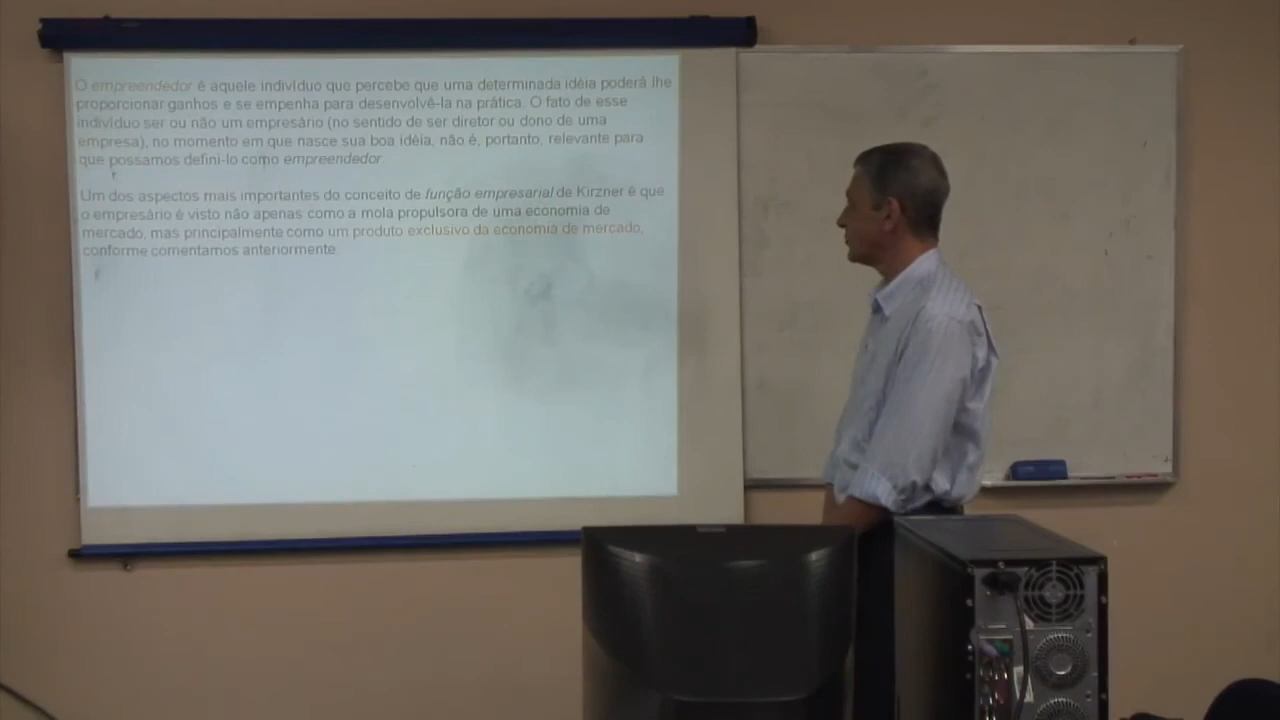 O empreendedor é aquele indivíduo que percebe que uma determinada idéia poderá lhe
proporcionar ganhos e se empenha para desenvolvê-la na prática. O fato de esse
indivíduo ser ou não um empresário (no sentido de ser diretor ou dono de uma
empresa), no momento em que nasce sua boa idéia, não é, portanto, relevante para
que possamos defini-lo como empreendedor.
Um dos aspectos mais importantes do conceito de função empresarial de Kirzner é que
o empresário é visto não apenas como a mola propulsora de uma economia de
mercado, mas principalmente como um produto exclusivo da economia de mercado,
conforme comentamos anteriormente.